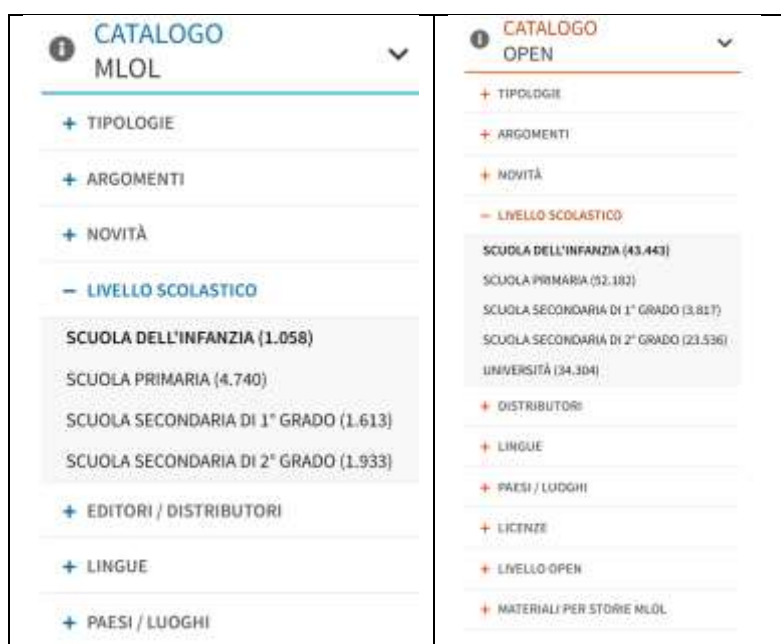 CATALOGO
MLOL
+ TIPOLOGIE
+ ARGOMENTI
+ NOVITÀ
− LIVELLO SCOLASTICO
SCUOLA DELL'INFANZIA (1.058)
SCUOLA PRIMARIA (4.740)
SCUOLA SECONDARIA DI 1° GRADO (1.613)
SCUOLA SECONDARIA DI 2° GRADO (1.933)
+ EDITORI / DISTRIBUTORI
+ LINGUE
+ PAESI / LUOGHI
CATALOGO
OPEN
+ TIPOLOGIE
+ ARGOMENTI
+ NOVITÀ
− LIVELLO SCOLASTICO
SCUOLA DELL'INFANZIA (43.443)
SCUOLA PRIMARIA (52.182)
SCUOLA SECONDARIA DI 1° GRADO (3.817)
SCUOLA SECONDARIA DI 2° GRADO (23.536)
UNIVERSITÀ (34.304)
+ DISTRIBUTORI
+ LINGUE
+ PAESI / LUOGHI
+ LICENZE
+ LIVELLO OPEN
+ MATERIALI PER STORIE MLOL